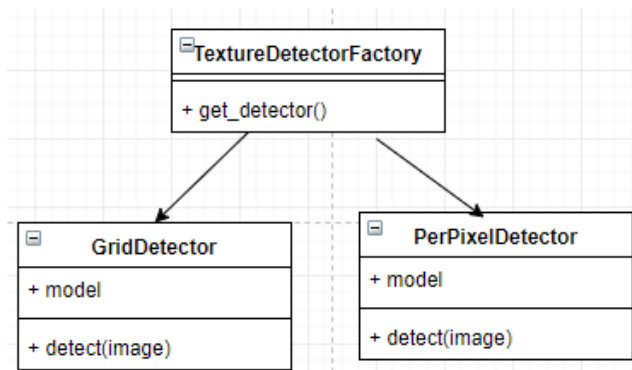 TextureDetectorFactory
+ get_detector()
GridDetector
+ model
+ detect(image)
PerPixelDetector
+ model
+ detect(image)